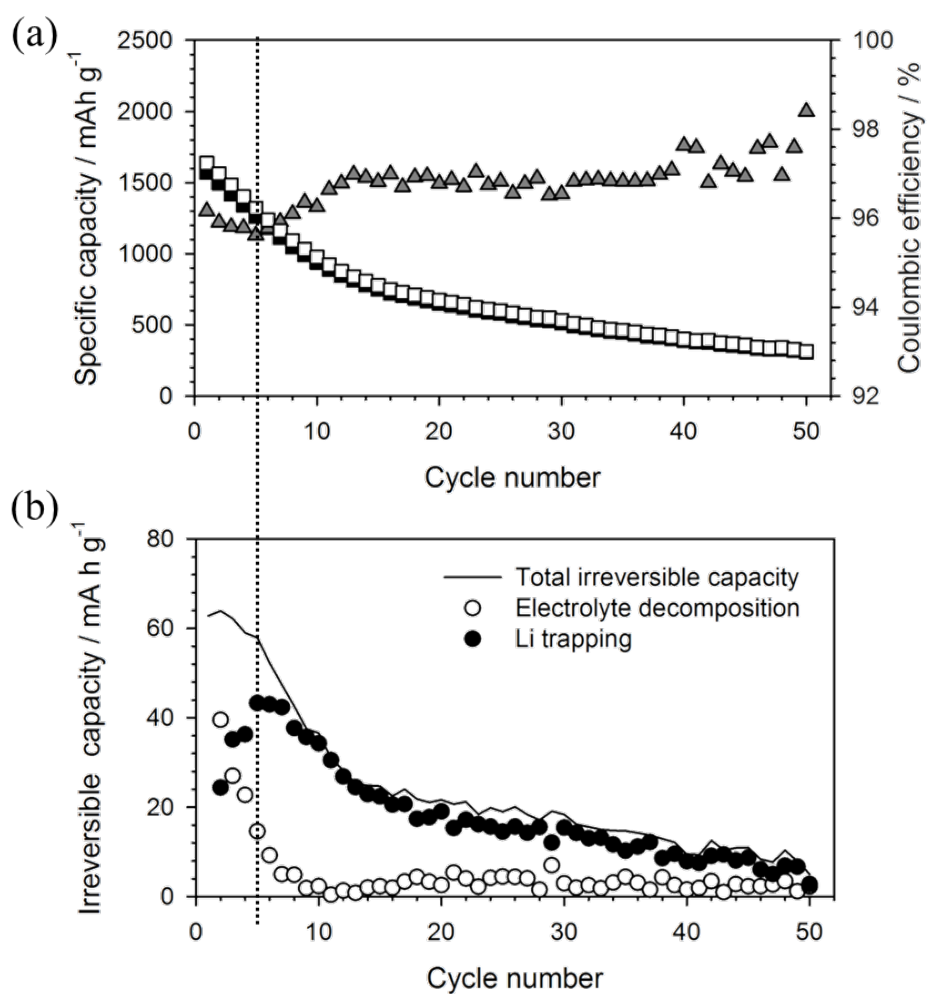 (a)
2500
2000
1500
1000
500
0
Specific capacity / mAh g-1
100
98
96
94
92
Coulombic efficiency / %
0 10 20 30 40 50
Cycle number
(b)
80
60
40
20
0
Irreversible capacity / mA h g-1
Total irreversible capacity
Electrolyte decomposition
Li trapping
0 10 20 30 40 50
Cycle number